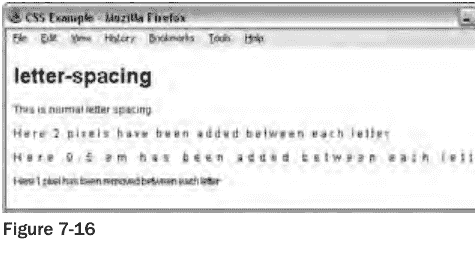 CSS Example - Mozilla Firefox
File Edit View History Bookmarks Tools Help
letter-spacing
This is normal letter spacing
Here 2 pixels have been added between each letter
Here 0.5 em has been added between each lett
Here 1 pixel has been removed between each letter
Figure 7-16